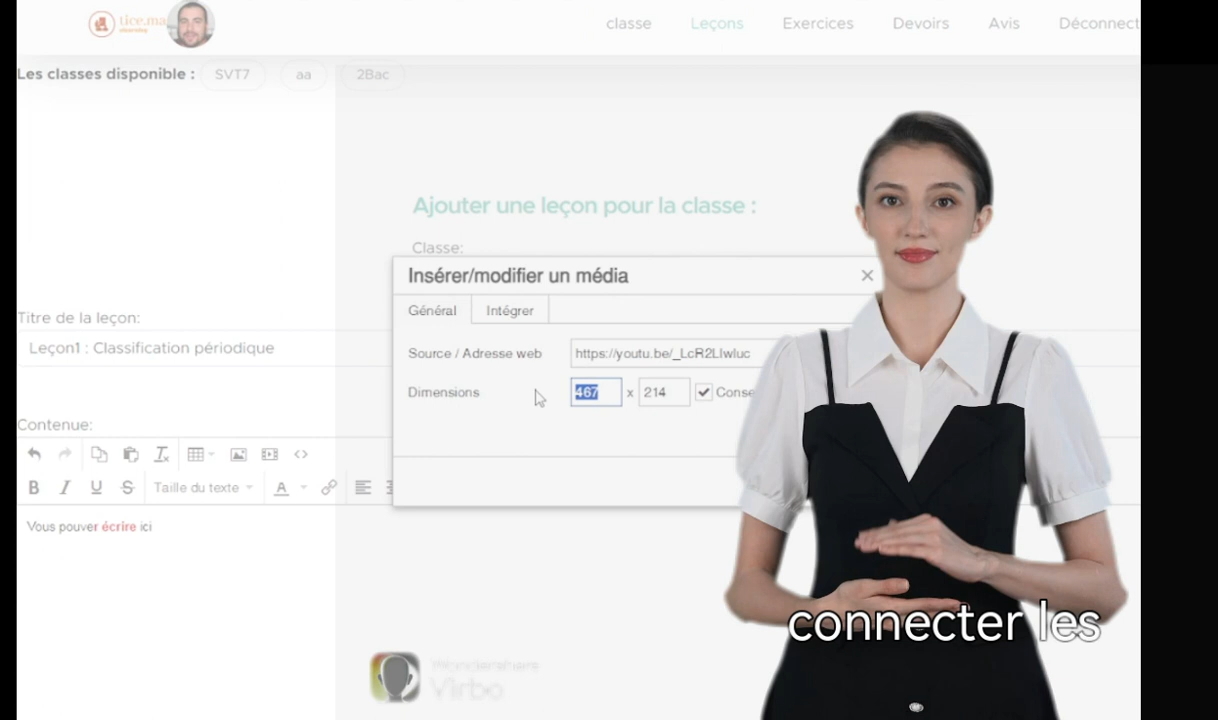 tice.ma
classe Leçons Exercices Devoirs Avis Déconnect
Les classes disponible : SVT7 aa 2Bac
Ajouter une leçon pour la classe :
Classe:
Insérer/modifier un média
Général Intégrer
Titre de la leçon:
Leçon1 : Classification périodique
Source / Adresse web https://youtu.be/_LcR2LIwIuc
Dimensions 467 x 214 Conse
Contenue:
B I U S Taille du texte A
Vous pouver écrire ici
connecter les
Wondershare
Virbo